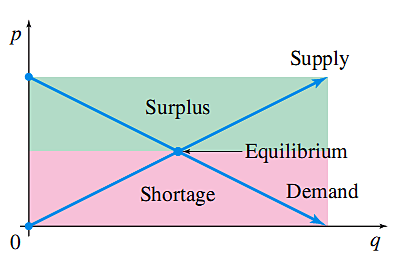 p
Supply
Surplus
Equilibrium
Shortage
Demand
0
q